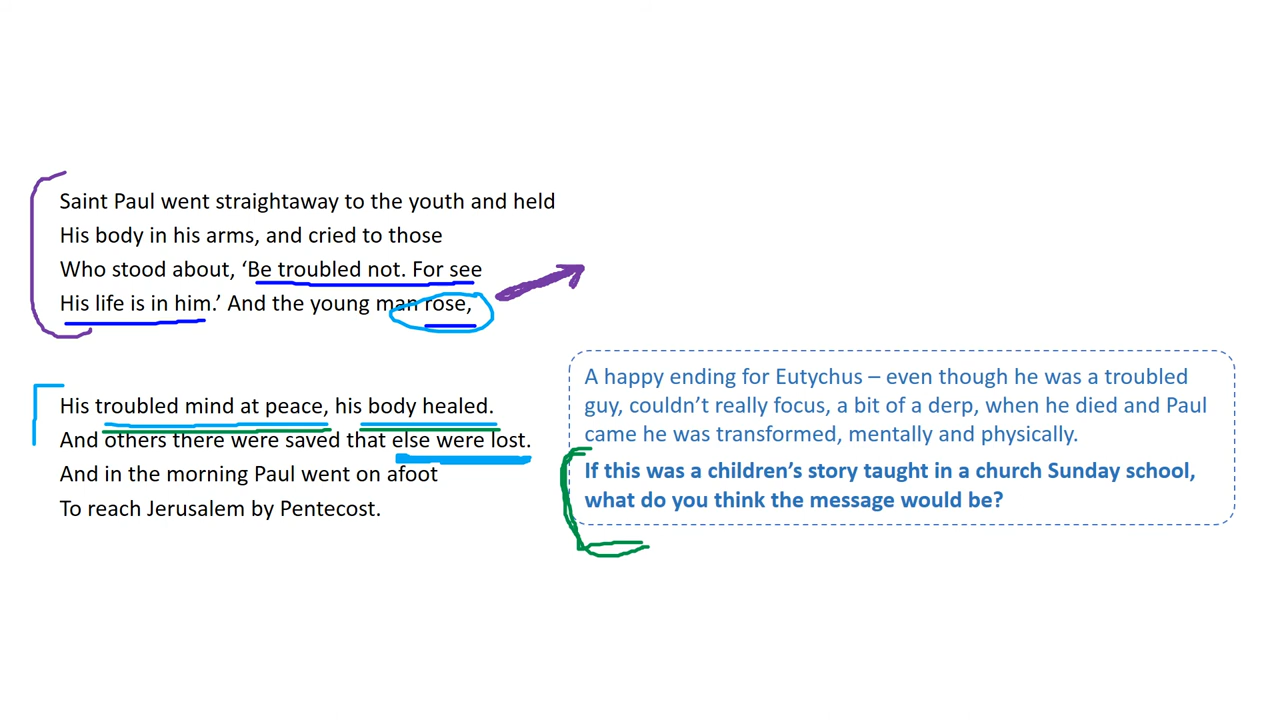 Saint Paul went straightaway to the youth and held
His body in his arms, and cried to those
Who stood about, ‘Be troubled not. For see
His life is in him.’ And the young man rose,
His troubled mind at peace, his body healed.
And others there were saved that else were lost.
And in the morning Paul went on afoot
To reach Jerusalem by Pentecost.
A happy ending for Eutychus – even though he was a troubled
guy, couldn’t really focus, a bit of a derp, when he died and Paul
came he was transformed, mentally and physically.
If this was a children’s story taught in a church Sunday school,
what do you think the message would be?